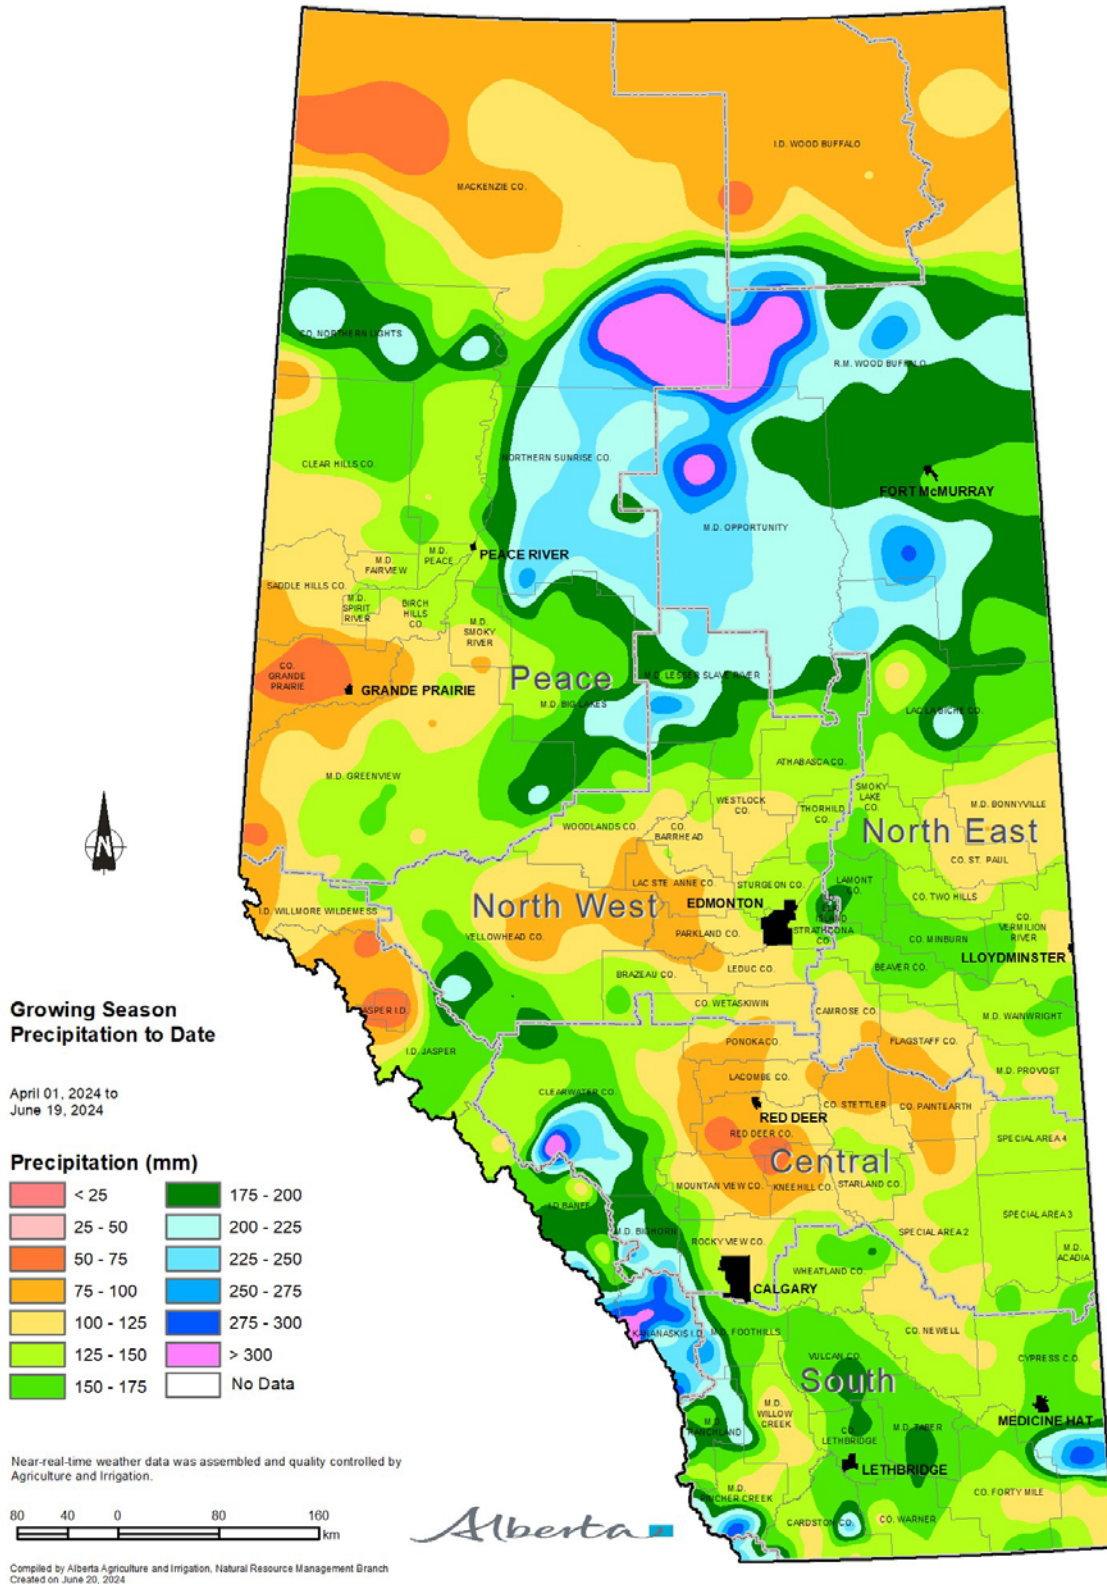 I.D. WOOD BUFFALO
MACKENZIE CO.
CO. NORTHERN LIGHTS
R.M. WOOD BUFFALO
CLEAR HILLS CO.
NORTHERN SUNRISE CO.
FORT McMURRAY
M.D. OPPORTUNITY
M.D.
PEACE
PEACE RIVER
M.D.
FAIRVIEW
SADDLE HILLS CO.
M.D.
SPIRIT
RIVER
BIRCH
HILLS
CO.
M.D.
SMOKY
RIVER
CO.
GRANDE
PRAIRIE
GRANDE PRAIRIE
Peace
M.D. LESSER SLAVE RIVER
M.D. BIG LAKES
LAC LA BICHE CO.
M.D. GREENVIEW
ATHABASCA CO.
WESTLOCK
CO.
THORHILD
CO.
SMOKY
LAKE
CO.
M.D. BONNYVILLE
WOODLANDS CO.
CO.
BARRHEAD
North East
CO. ST. PAUL
N
LAC STE. ANNE CO.
STURGEON CO.
LAMONT
CO.
CO. TWO HILLS
North West
EDMONTON
ELK
ISLAND
I.D. WILLMORE WILDERNESS
YELLOWHEAD CO.
PARKLAND CO.
STRATHCONA
CO.
CO. MINBURN
CO.
VERMILION
RIVER
LLOYDMINSTER
BRAZEAU CO.
LEDUC CO.
BEAVER CO.
CO. WETASKIWIN
CAMROSE CO.
M.D. WAINWRIGHT
JASPER I.D.
I.D. JASPER
PONOKA CO.
FLAGSTAFF CO.
M.D. PROVOST
CLEARWATER CO.
LACOMBE CO.
CO. STETTLER
CO. PAINTEARTH
RED DEER
RED DEER CO.
SPECIAL AREA 4
Central
I.D. BANFF
MOUNTAIN VIEW CO.
KNEEHILL CO.
STARLAND CO.
M.D. BIGHORN
ROCKY VIEW CO.
SPECIAL AREA 2
SPECIAL AREA 3
M.D.
ACADIA
WHEATLAND CO.
CALGARY
KANANASKIS I.D.
M.D. FOOTHILLS
CO. NEWELL
VULCAN CO.
CYPRESS CO.
South
M.D.
WILLOW
CREEK
M.D.
RANCHLAND
CO.
LETHBRIDGE
M.D. TABER
MEDICINE HAT
LETHBRIDGE
M.D.
PINCHER CREEK
CARDSTON CO.
CO. WARNER
CO. FORTY MILE
Growing Season
Precipitation to Date
April 01, 2024 to
June 19, 2024
Precipitation (mm)
< 25
25 - 50
50 - 75
75 - 100
100 - 125
125 - 150
150 - 175
175 - 200
200 - 225
225 - 250
250 - 275
275 - 300
> 300
No Data
Near-real-time weather data was assembled and quality controlled by
Agriculture and Irrigation.
80 40 0 80 160
km
Alberta
Compiled by Alberta Agriculture and Irrigation, Natural Resource Management Branch
Created on June 20, 2024